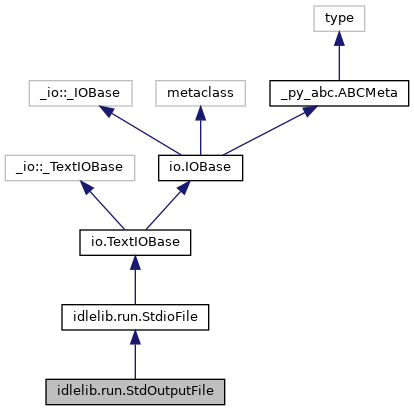 type
_io::_IOBase
metaclass
_py_abc.ABCMeta
_io::_TextIOBase
io.IOBase
io.TextIOBase
idlelib.run.StdioFile
idlelib.run.StdOutputFile